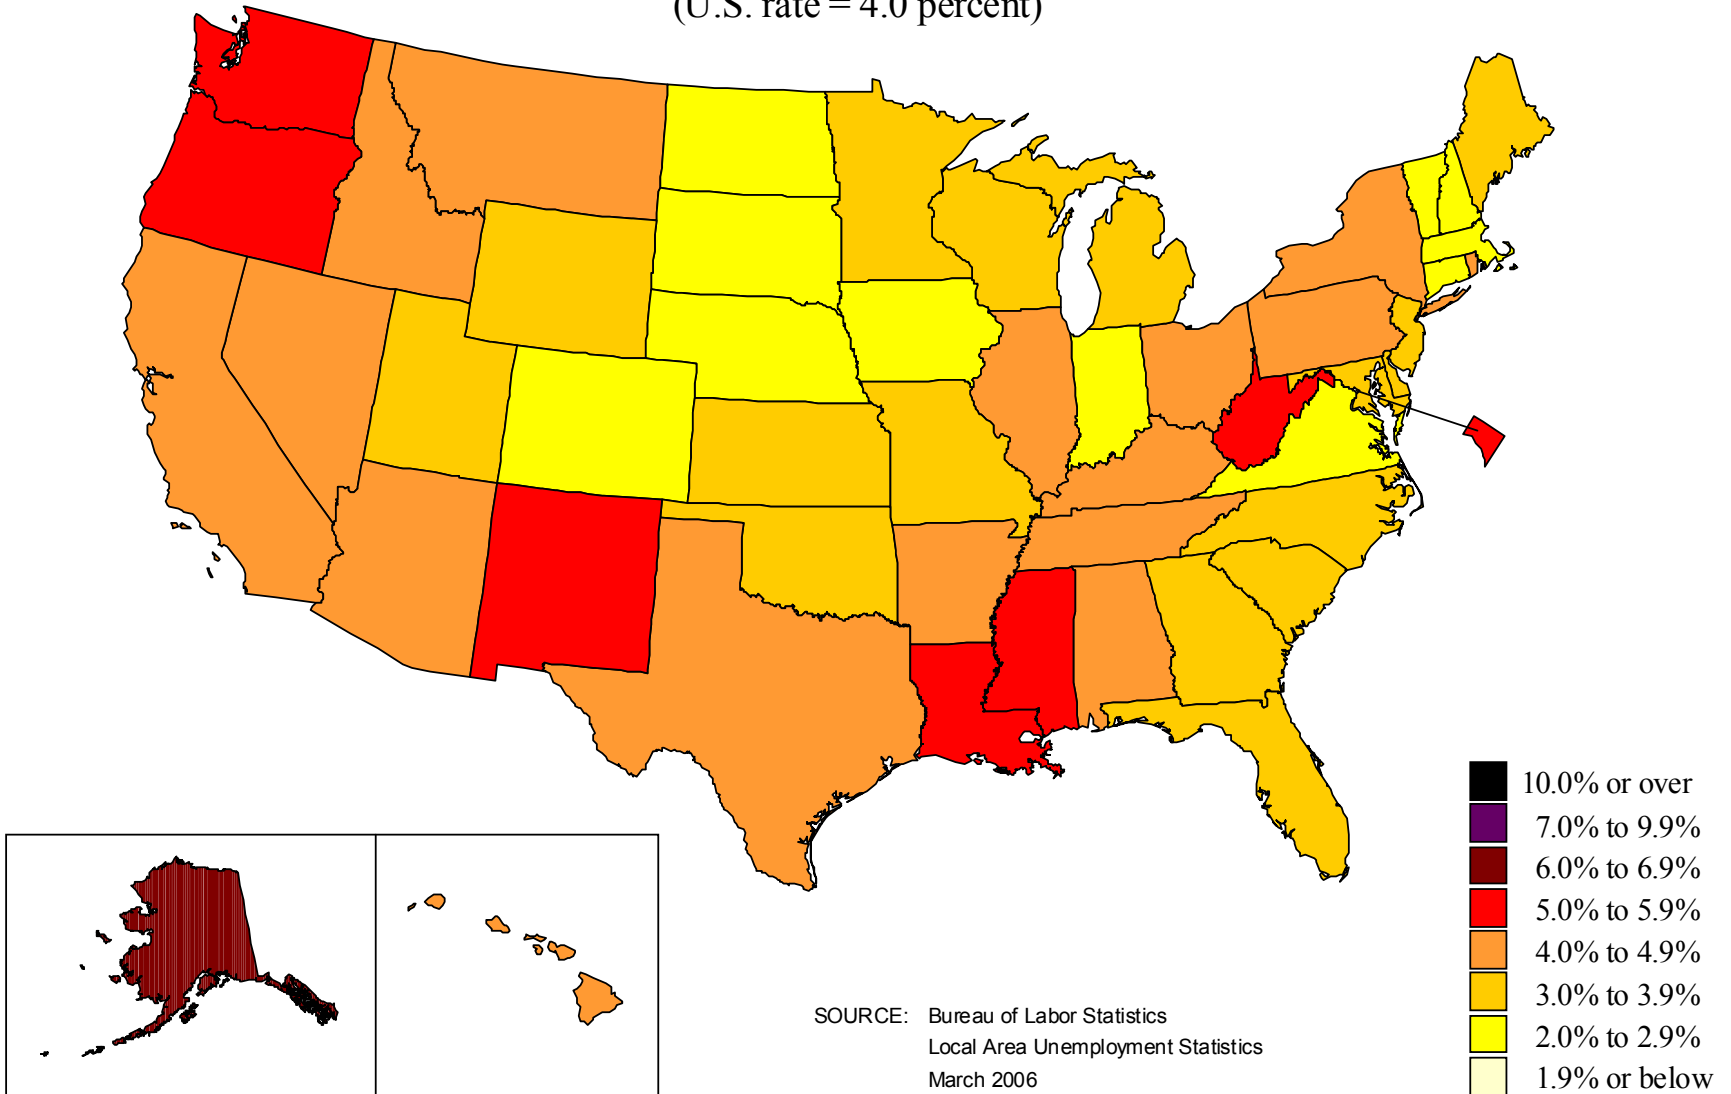 (U.S. rate = 4.0 percent)
10.0% or over
7.0% to 9.9%
6.0% to 6.9%
5.0% to 5.9%
4.0% to 4.9%
3.0% to 3.9%
2.0% to 2.9%
1.9% or below
SOURCE: Bureau of Labor Statistics
Local Area Unemployment Statistics
March 2006